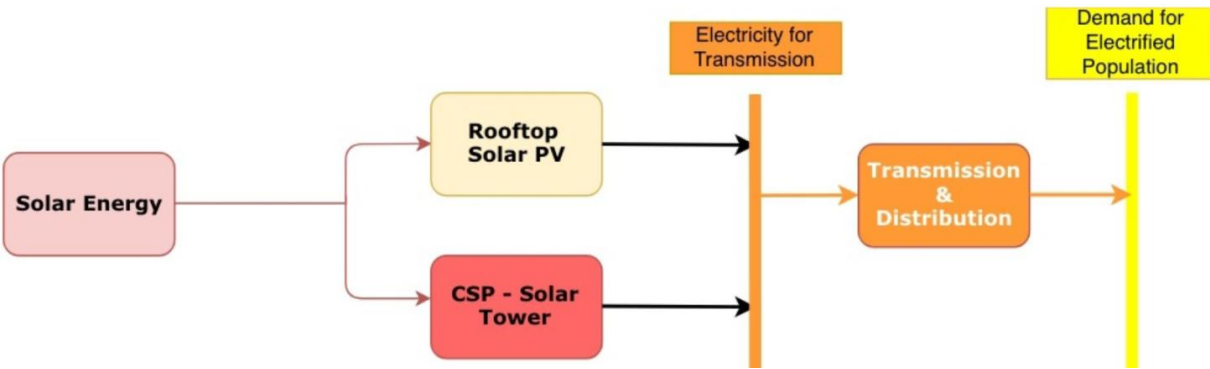 Solar Energy
Rooftop
Solar PV
CSP - Solar
Tower
Electricity for
Transmission
Transmission
&
Distribution
Demand for
Electrified
Population